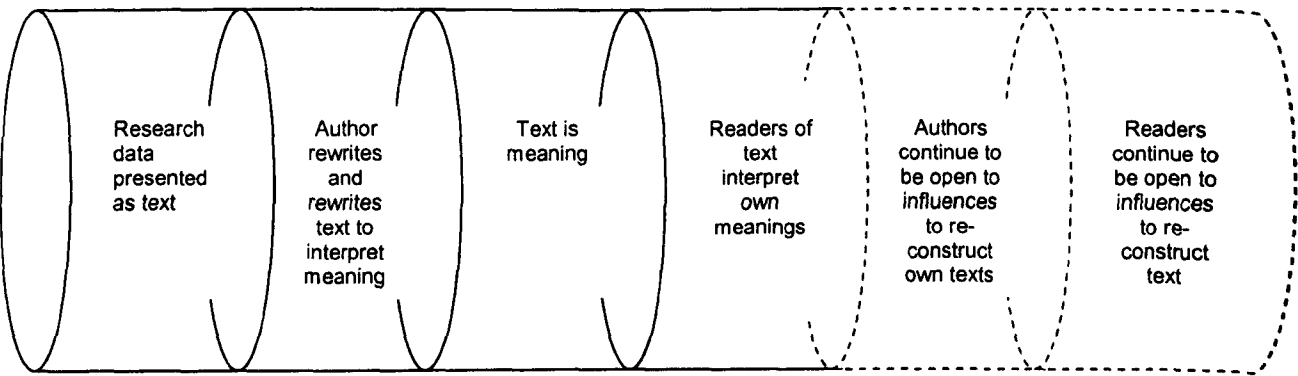 Research
data
presented
as text
Author
rewrites
and
rewrites
text to
interpret
meaning
Text is
meaning
Readers of
text
interpret
own
meanings
Authors
continue to
be open to
influences
to re-
construct
own texts
Readers
continue to
be open to
influences
to re-
construct
text